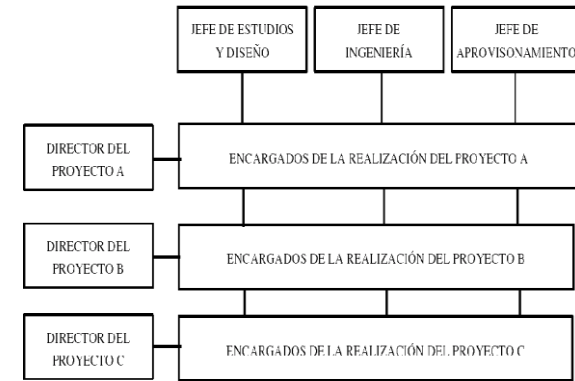 JEFE DE ESTUDIOS
Y DISEÑO
JEFE DE
INGENIERÍA
JEFE DE
APROVISONAMIENTO
DIRECTOR DEL
PROYECTO A
ENCARGADOS DE LA REALIZACIÓN DEL PROYECTO A
DIRECTOR DEL
PROYECTO B
ENCARGADOS DE LA REALIZACIÓN DEL PROYECTO B
DIRECTOR DEL
PROYECTO C
ENCARGADOS DE LA REALIZACIÓN DEL PROYECTO C